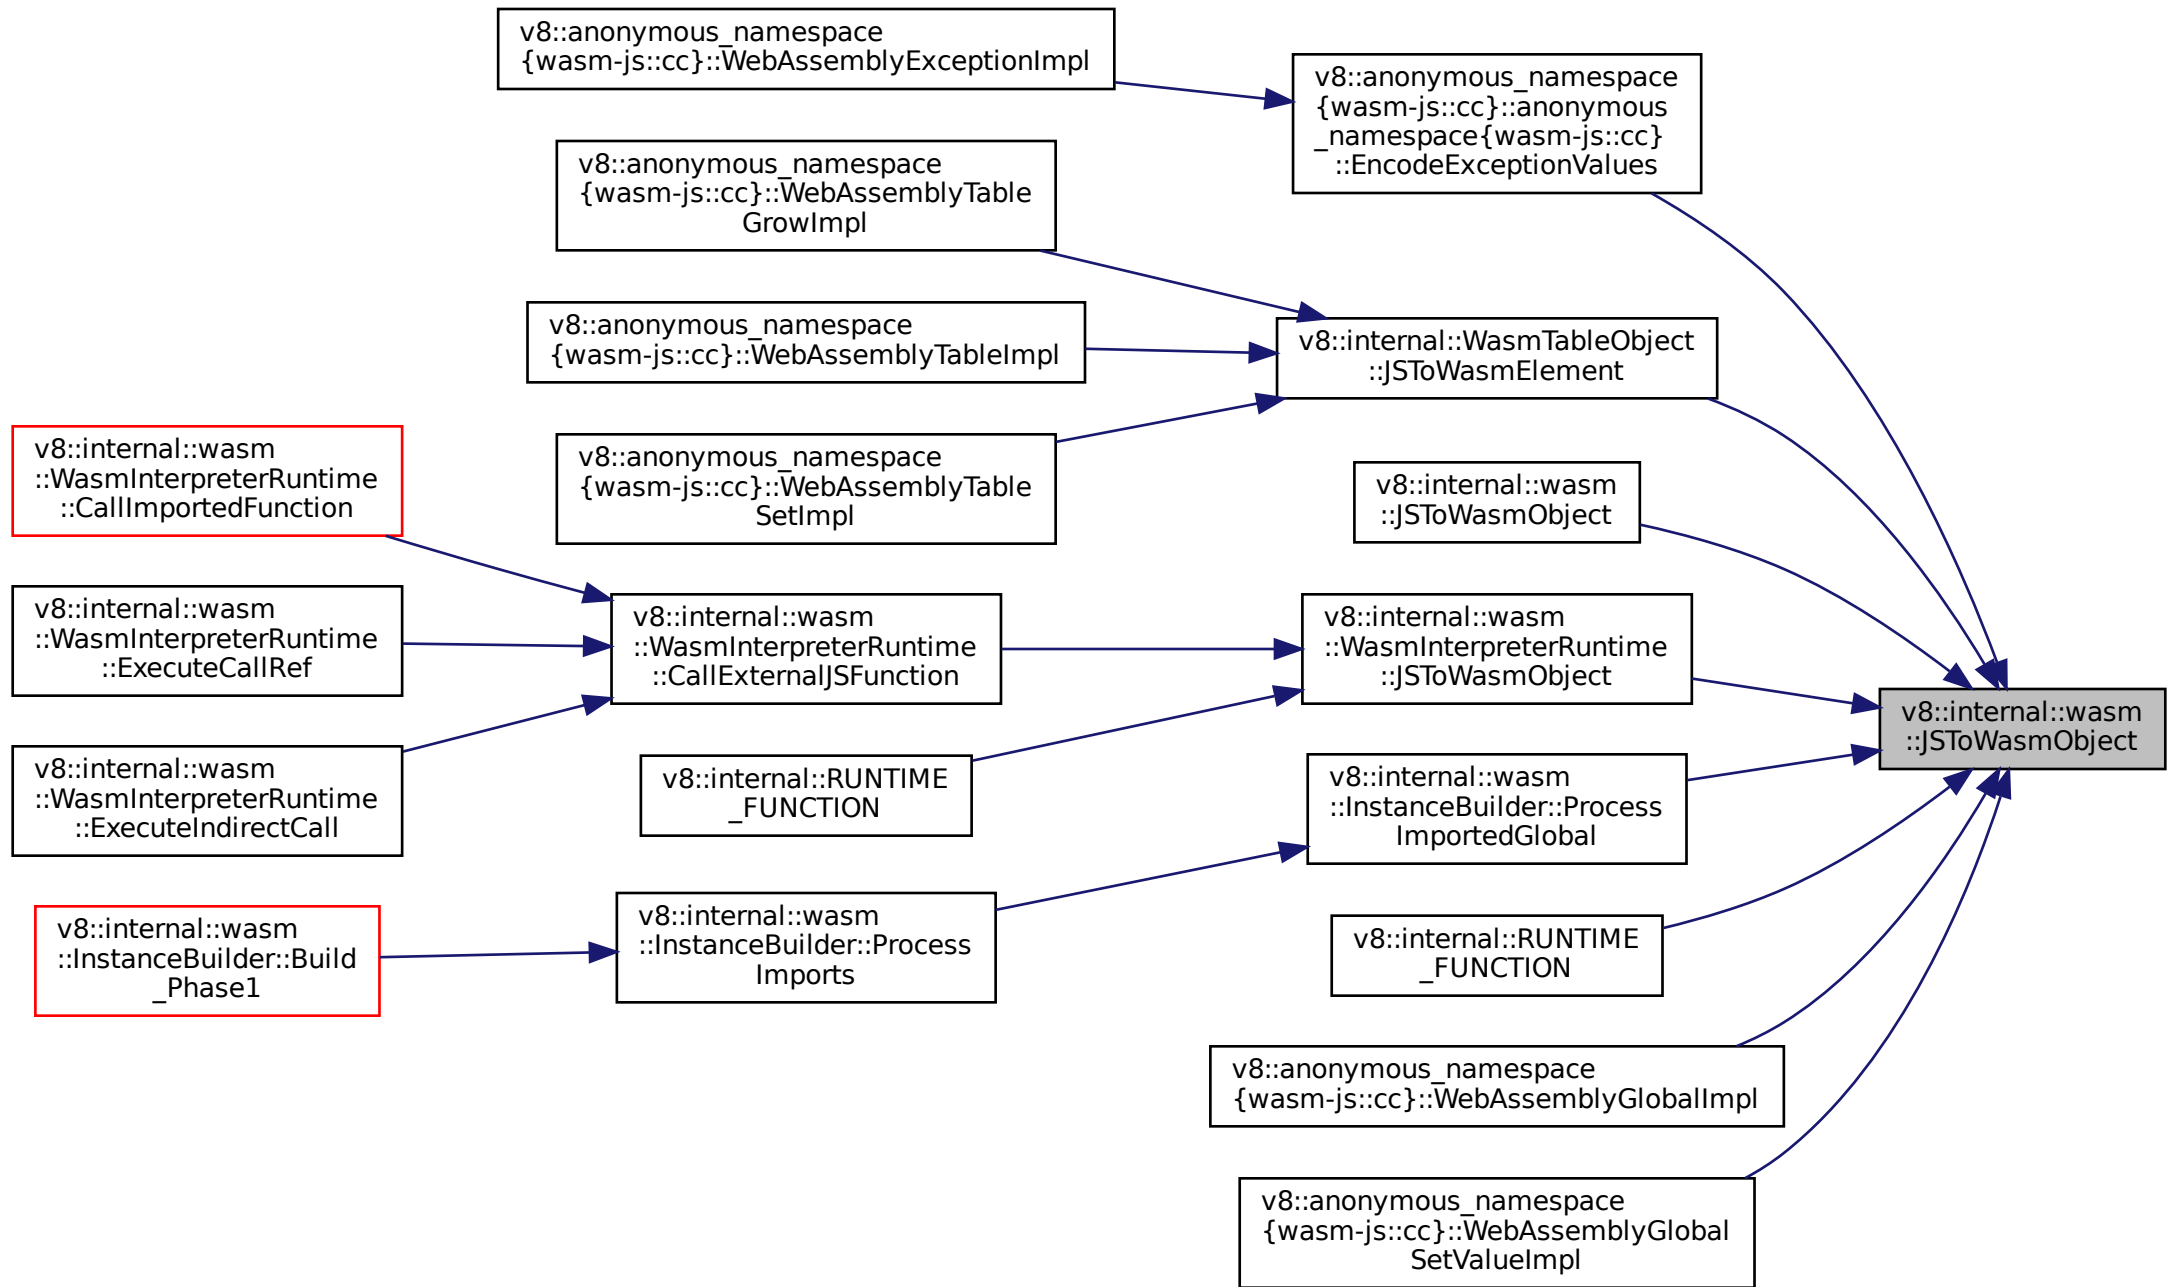 v8::anonymous_namespace
{wasm-js::cc}::WebAssemblyExceptionImpl
v8::anonymous_namespace
{wasm-js::cc}::anonymous
_namespace{wasm-js::cc}
::EncodeExceptionValues
v8::anonymous_namespace
{wasm-js::cc}::WebAssemblyTable
GrowImpl
v8::anonymous_namespace
{wasm-js::cc}::WebAssemblyTableImpl
v8::internal::WasmTableObject
::JSToWasmElement
v8::anonymous_namespace
{wasm-js::cc}::WebAssemblyTable
SetImpl
v8::internal::wasm
::JSToWasmObject
v8::internal::wasm
::WasmInterpreterRuntime
::CallImportedFunction
v8::internal::wasm
::WasmInterpreterRuntime
::ExecuteCallRef
v8::internal::wasm
::WasmInterpreterRuntime
::CallExternalJSFunction
v8::internal::wasm
::WasmInterpreterRuntime
::JSToWasmObject
v8::internal::wasm
::JSToWasmObject
v8::internal::wasm
::WasmInterpreterRuntime
::ExecuteIndirectCall
v8::internal::RUNTIME
_FUNCTION
v8::internal::wasm
::InstanceBuilder::Process
ImportedGlobal
v8::internal::wasm
::InstanceBuilder::Build
_Phase1
v8::internal::wasm
::InstanceBuilder::Process
Imports
v8::internal::RUNTIME
_FUNCTION
v8::anonymous_namespace
{wasm-js::cc}::WebAssemblyGlobalImpl
v8::anonymous_namespace
{wasm-js::cc}::WebAssemblyGlobal
SetValueImpl